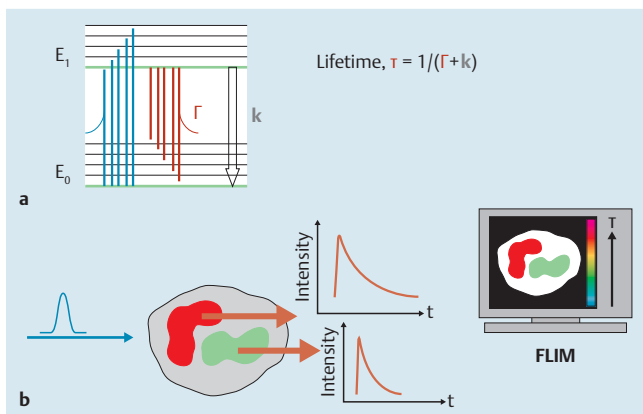 E₁
Lifetime, τ = 1/(Γ+k)
Γ
k
E₀
a
Intensity
t
Intensity
t
τ
FLIM
b